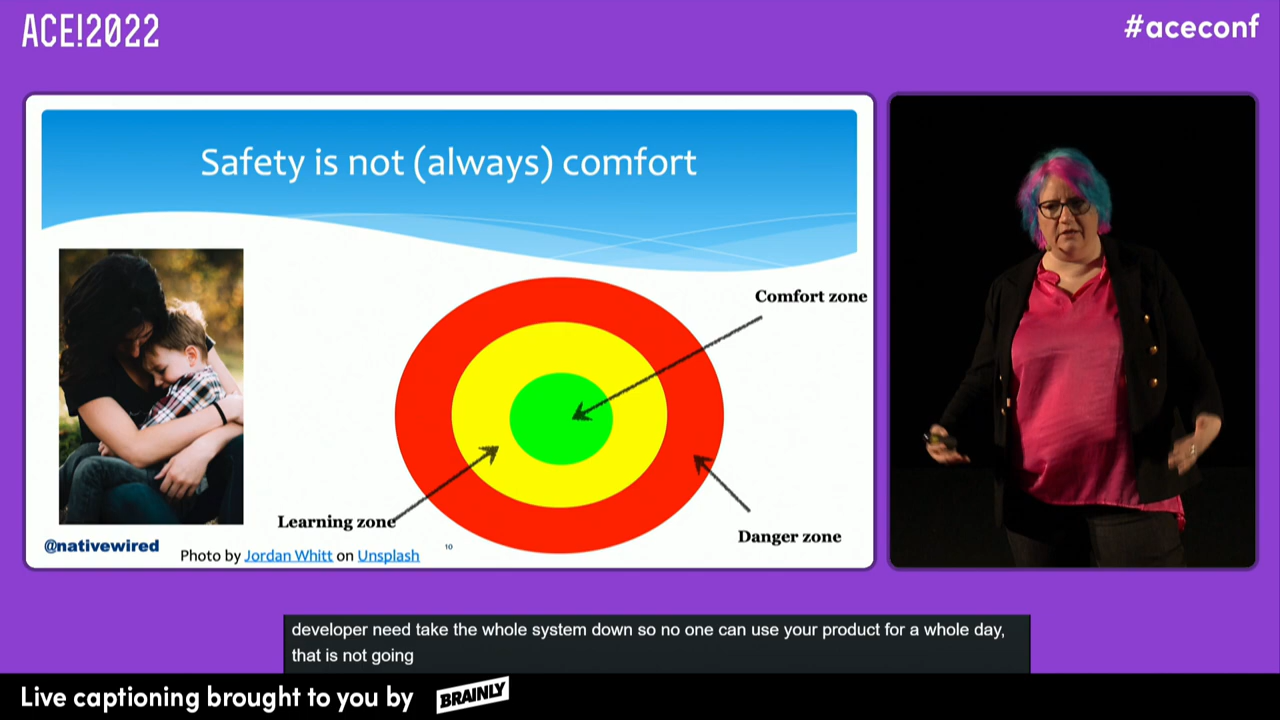 ACE!2022
#aceconf
Safety is not (always) comfort
Comfort zone
Learning zone
Danger zone
@nativewired
Photo by Jordan Whitt on Unsplash
10
developer need take the whole system down so no one can use your product for a whole day,
that is not going
Live captioning brought to you by BRAINLY